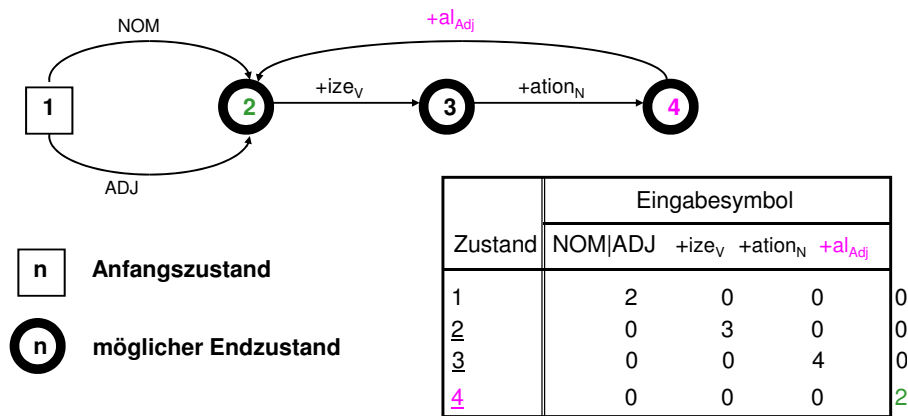 NOM
+al_Adj
1
2
+ize_V
3
+ation_N
4
ADJ
Eingabesymbol
Zustand NOM|ADJ +ize_V +ation_N +al_Adj
n Anfangszustand
1 2 0 0 0
2 0 3 0 0
n möglicher Endzustand
3 0 0 4 0
4 0 0 0 2